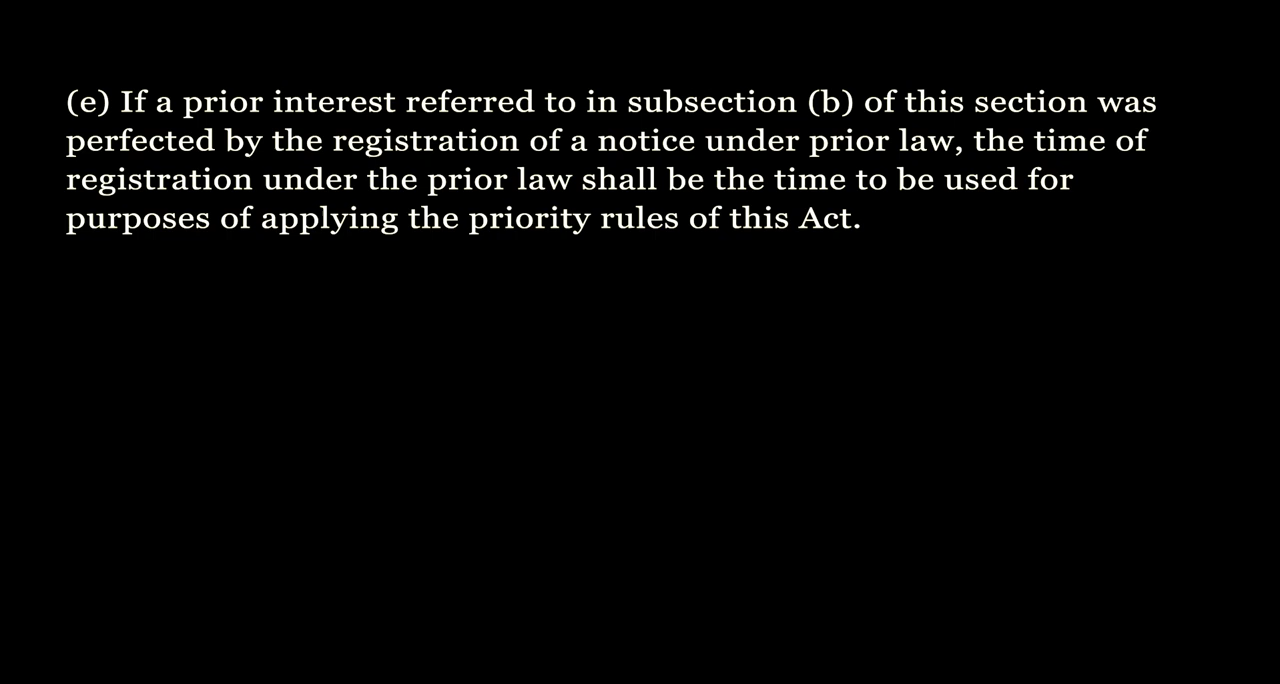 (e) If a prior interest referred to in subsection (b) of this section was
perfected by the registration of a notice under prior law, the time of
registration under the prior law shall be the time to be used for
purposes of applying the priority rules of this Act.